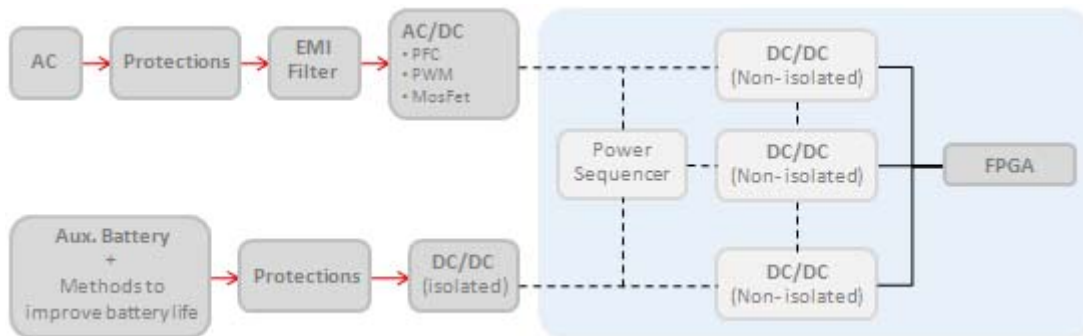 AC
Protections
EMI
Filter
AC/DC
• PFC
• PWM
• MosFet
DC/DC
(Non-isolated)
Power
Sequencer
DC/DC
(Non-isolated)
FPGA
Aux. Battery
+
Methods to
improve battery life
Protections
DC/DC
(isolated)
DC/DC
(Non-isolated)